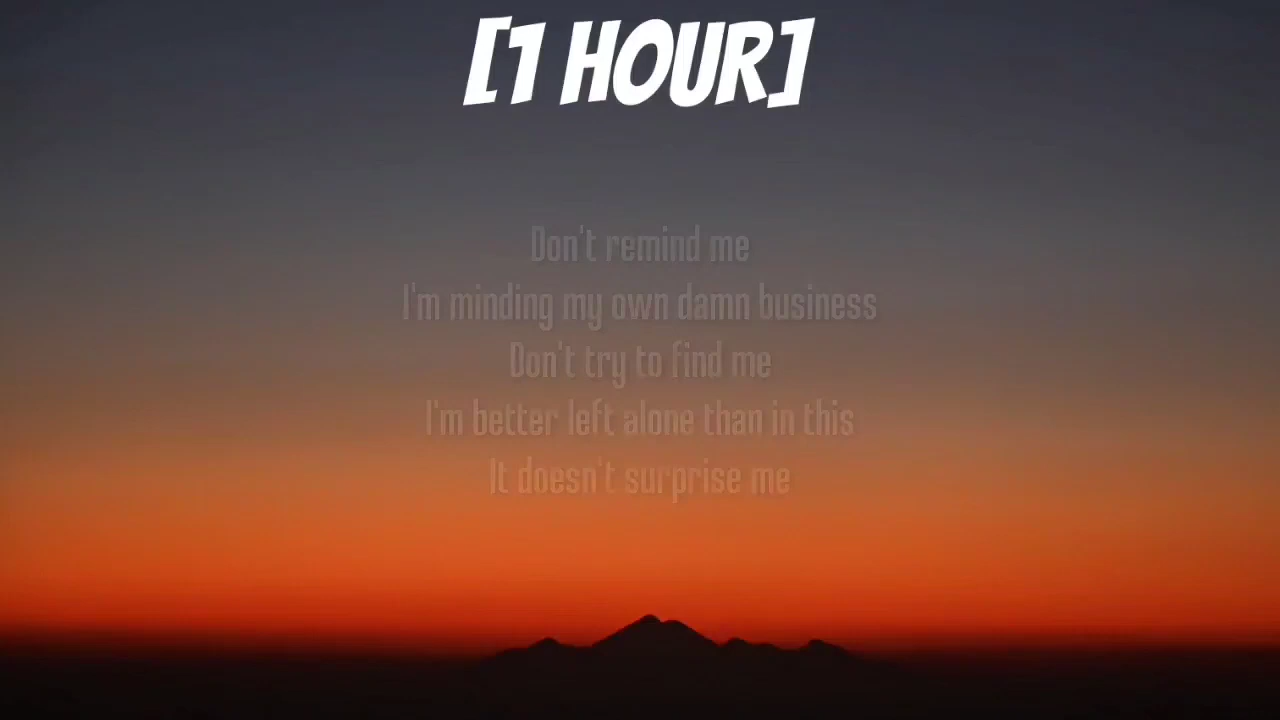 [1 HOUR]
Don't remind me
I'm minding my own damn business
Don't try to find me
I'm better left alone than in this
It doesn't surprise me